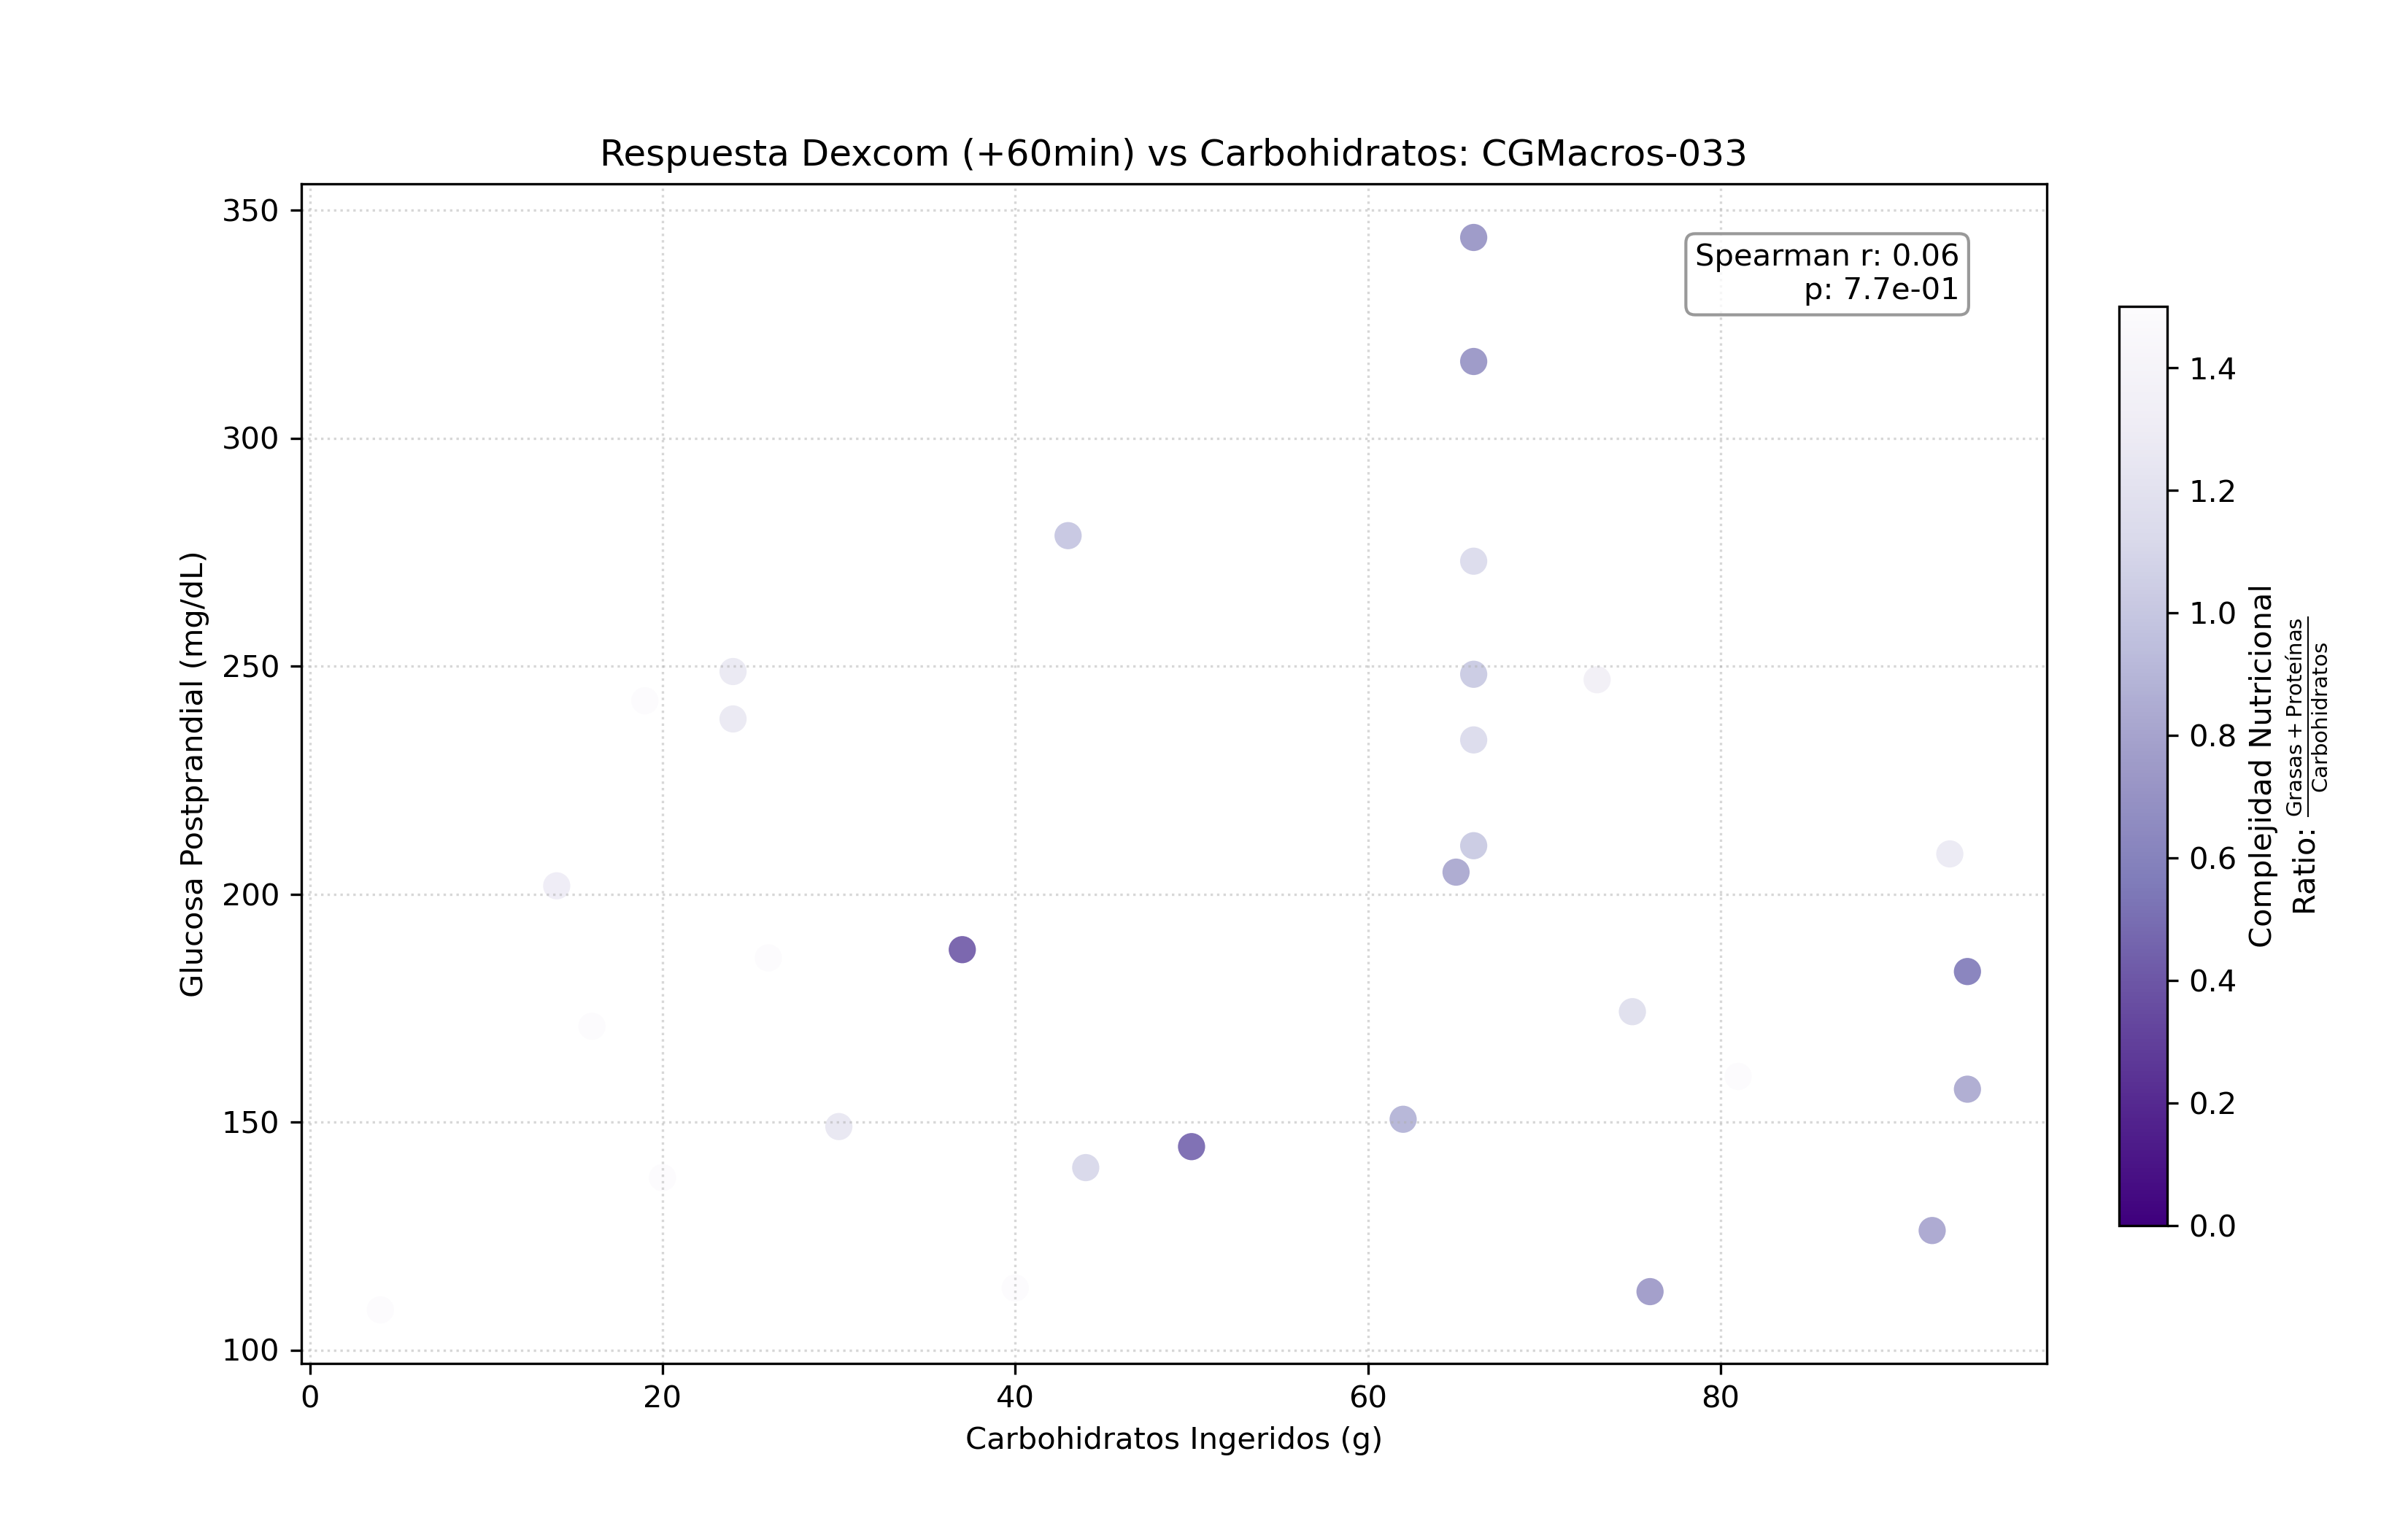 Respuesta Dexcom (+60min) vs Carbohidratos: CGMacros-033
Glucosa Postprandial (mg/dL)
350
300
250
200
150
100
0
20
40
60
80
Carbohidratos Ingeridos (g)
Spearman r: 0.06
p: 7.7e-01
1.4
1.2
1.0
0.8
0.6
0.4
0.2
0.0
Complejidad Nutricional
Ratio: Grasas + Proteínas
Carbohidratos